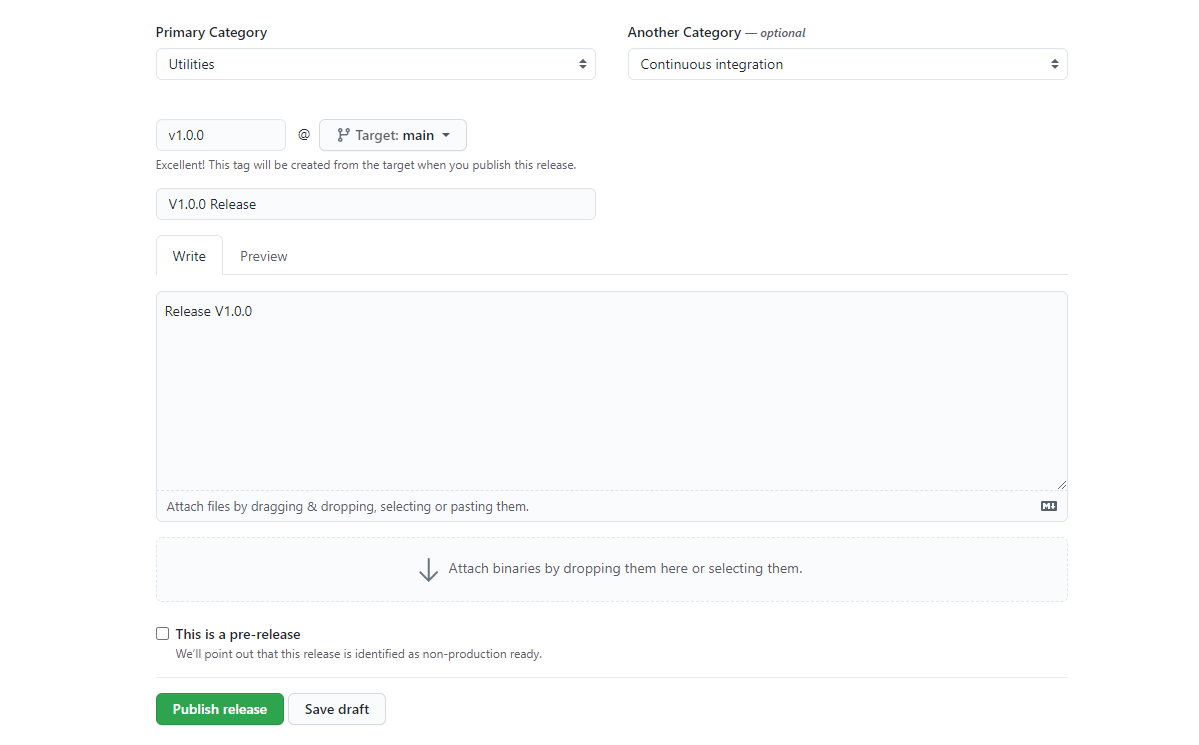 Primary Category
Another Category — optional
Utilities
Continuous integration
v1.0.0 @ Target: main
Excellent! This tag will be created from the target when you publish this release.
V1.0.0 Release
Write Preview
Release V1.0.0
Attach files by dragging & dropping, selecting or pasting them.
Attach binaries by dropping them here or selecting them.
This is a pre-release
We’ll point out that this release is identified as non-production ready.
Publish release Save draft